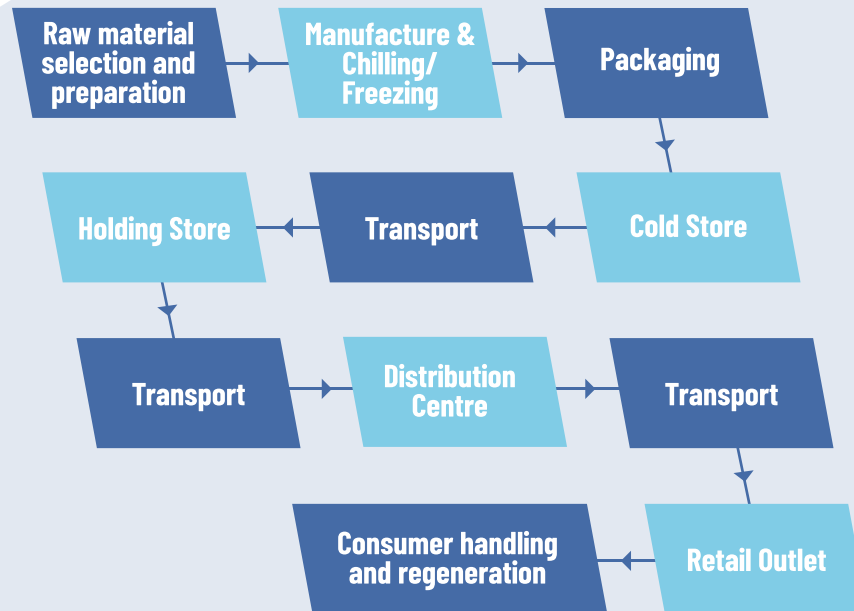 Raw material
selection and
preparation
Manufacture &
Chilling/
Freezing
Packaging
Cold Store
Transport
Holding Store
Transport
Distribution
Centre
Transport
Retail Outlet
Consumer handling
and regeneration